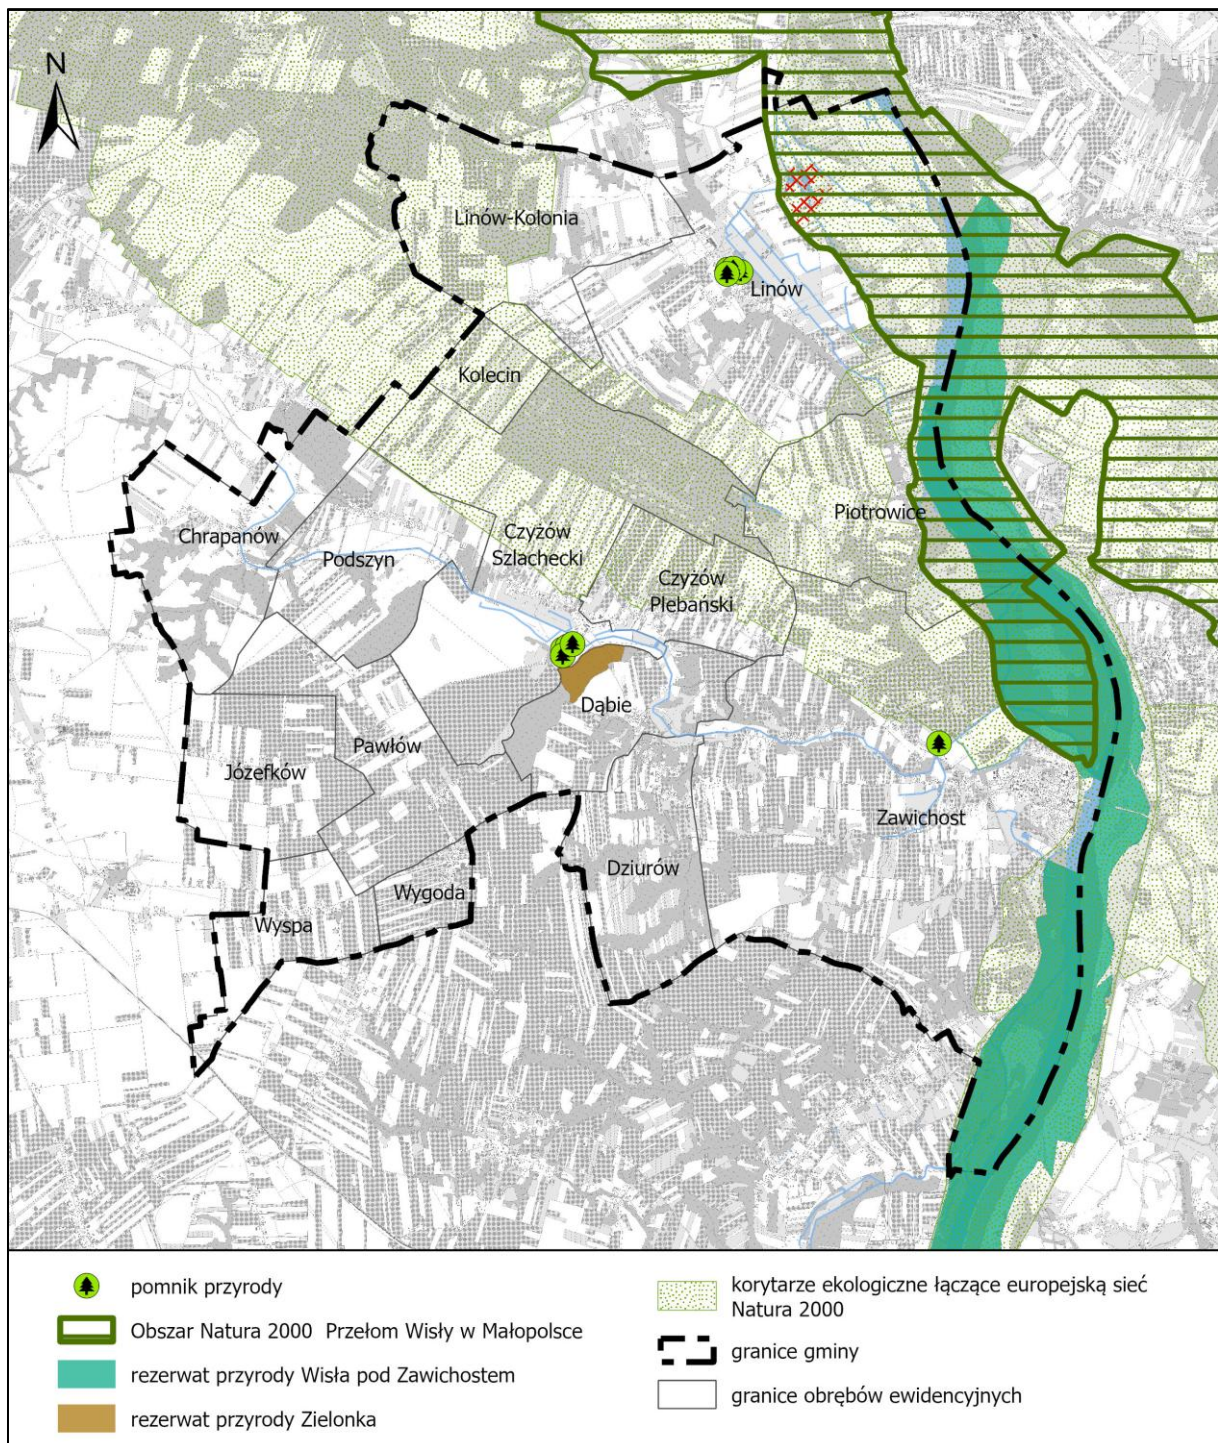 N
Linów-Kolonia
Linów
Kolecin
Chrapanów
Podszyn
Czyżów
Szlachecki
Piotrowice
Czyżów
Plebański
Dąbie
Pawłów
Józefków
Zawichost
Dziurów
Wygoda
Wyspa
pomnik przyrody
Obszar Natura 2000 Przełom Wisły w Małopolsce
rezerwat przyrody Wisła pod Zawichostem
rezerwat przyrody Zielonka
korytarze ekologiczne łączące europejską sieć
Natura 2000
granice gminy
granice obrębów ewidencyjnych